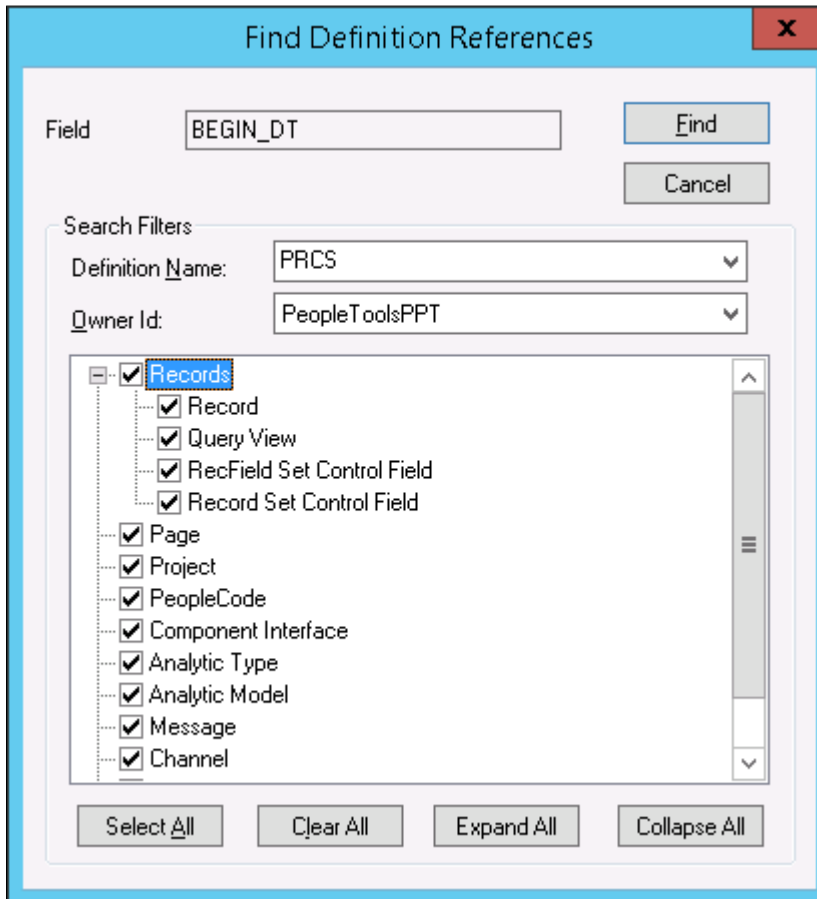 Find Definition References
x
Field BEGIN_DT Find
Cancel
Search Filters
Definition Name: PRCS
Owner Id: PeopleToolsPPT
Records
Record
Query View
RecField Set Control Field
Record Set Control Field
Page
Project
PeopleCode
Component Interface
Analytic Type
Analytic Model
Message
Channel
Select All Clear All Expand All Collapse All